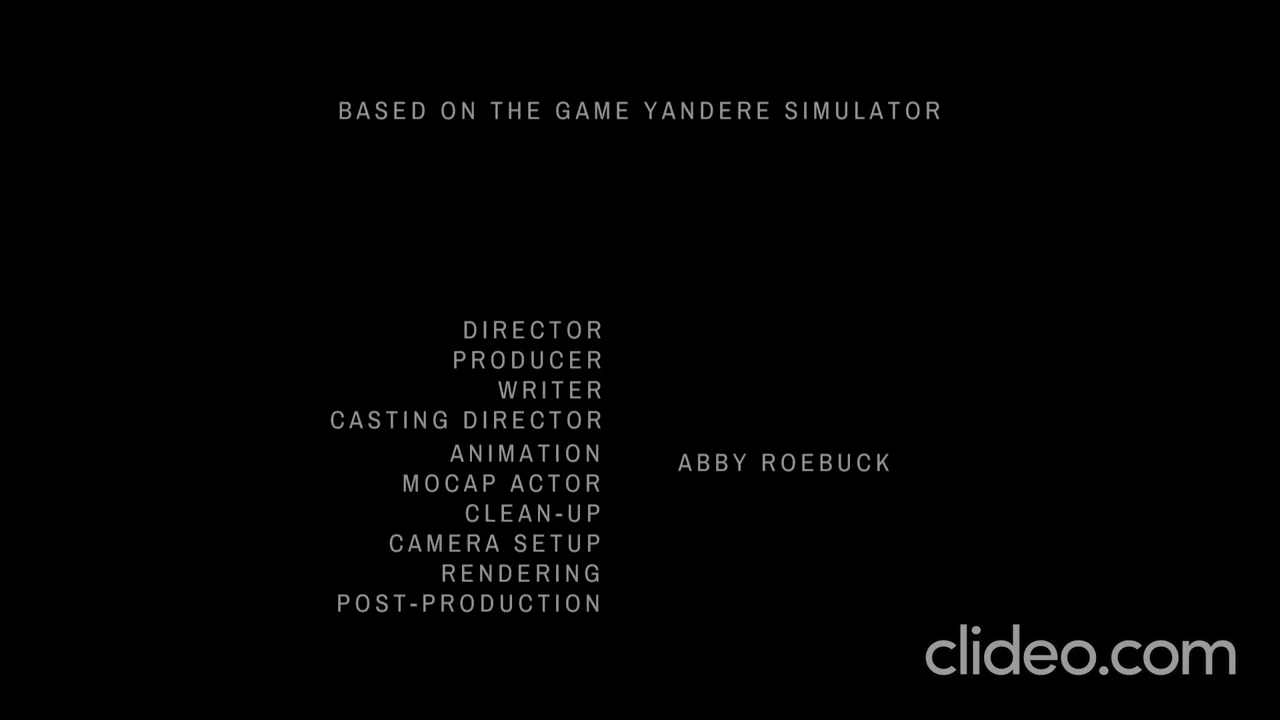 BASED ON THE GAME YANDERE SIMULATOR
DIRECTOR
PRODUCER
WRITER
CASTING DIRECTOR
ANIMATION
MOCAP ACTOR
CLEAN-UP
CAMERA SETUP
RENDERING
POST-PRODUCTION
ABBY ROEBUCK
clideo.com